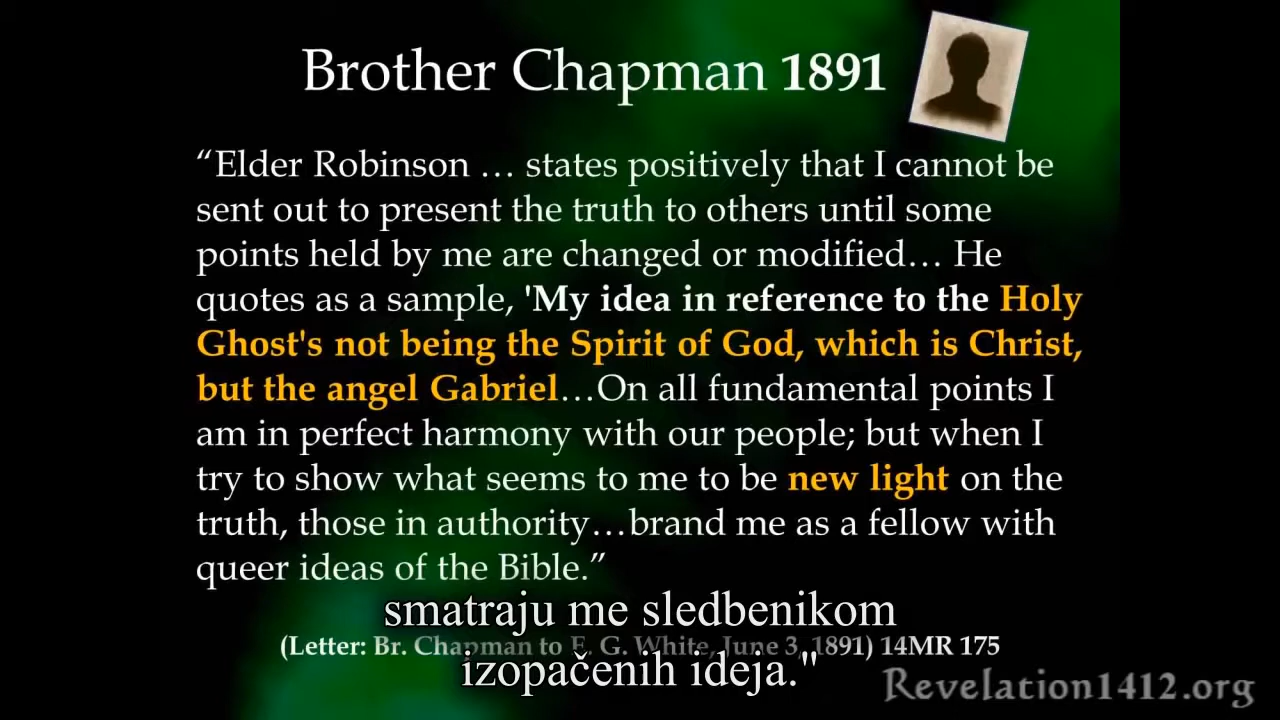 Brother Chapman 1891
“Elder Robinson … states positively that I cannot be
sent out to present the truth to others until some
points held by me are changed or modified… He
quotes as a sample, 'My idea in reference to the Holy
Ghost's not being the Spirit of God, which is Christ,
but the angel Gabriel…On all fundamental points I
am in perfect harmony with our people; but when I
try to show what seems to me to be new light on the
truth, those in authority…brand me as a fellow with
queer ideas of the Bible.”
smatraju me sledbenikom
(Letter: Br. Chapman to E. G. White, June 3, 1891) 14MR 175
izopačenih ideja."
Revelation1412.org